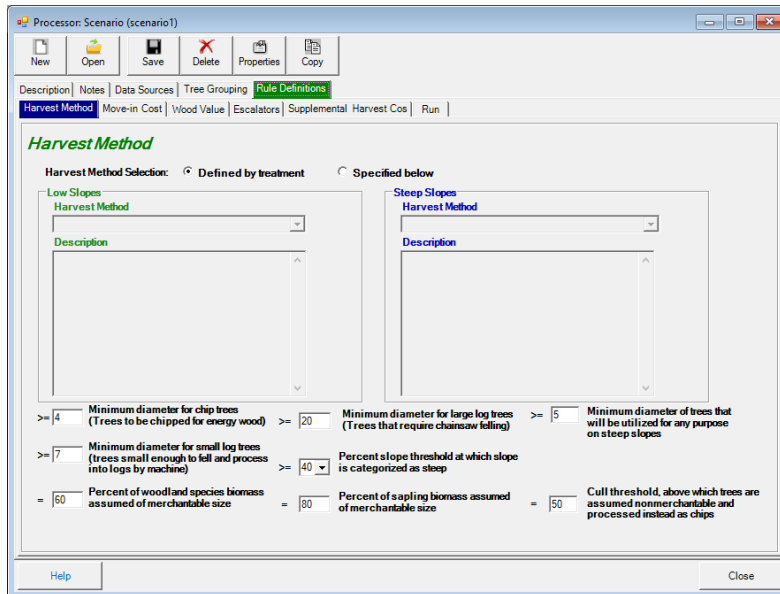 Processor: Scenario (scenario1)
New Open Save Delete Properties Copy
Description Notes Data Sources Tree Grouping Rule Definitions
Harvest Method Move-in Cost Wood Value Escalators Supplemental Harvest Cos Run
Harvest Method
Harvest Method Selection: Defined by treatment Specified below
Low Slopes
Harvest Method
Description
Steep Slopes
Harvest Method
Description
>= 4 Minimum diameter for chip trees
(Trees to be chipped for energy wood)
>= 20 Minimum diameter for large log trees
(Trees that require chainsaw felling)
>= 5 Minimum diameter of trees that
will be utilized for any purpose
on steep slopes
>= 7 Minimum diameter for small log trees
(trees small enough to fell and process
into logs by machine)
>= 40 Percent slope threshold at which slope
is categorized as steep
= 60 Percent of woodland species biomass
assumed of merchantable size
= 80 Percent of sapling biomass assumed
of merchantable size
= 50 Cull threshold, above which trees are
assumed nonmerchantable and
processed instead as chips
Help Close